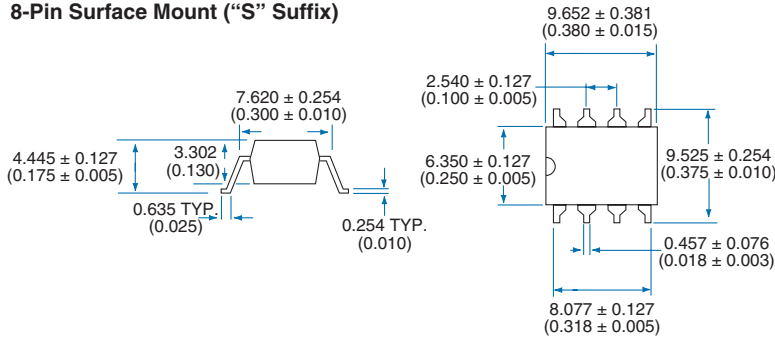 8-Pin Surface Mount (“S” Suffix)
9.652 ± 0.381
(0.380 ± 0.015)
2.540 ± 0.127
(0.100 ± 0.005)
7.620 ± 0.254
(0.300 ± 0.010)
4.445 ± 0.127
(0.175 ± 0.005)
3.302
(0.130)
6.350 ± 0.127
(0.250 ± 0.005)
9.525 ± 0.254
(0.375 ± 0.010)
0.635 TYP.
(0.025)
0.254 TYP.
(0.010)
0.457 ± 0.076
(0.018 ± 0.003)
8.077 ± 0.127
(0.318 ± 0.005)